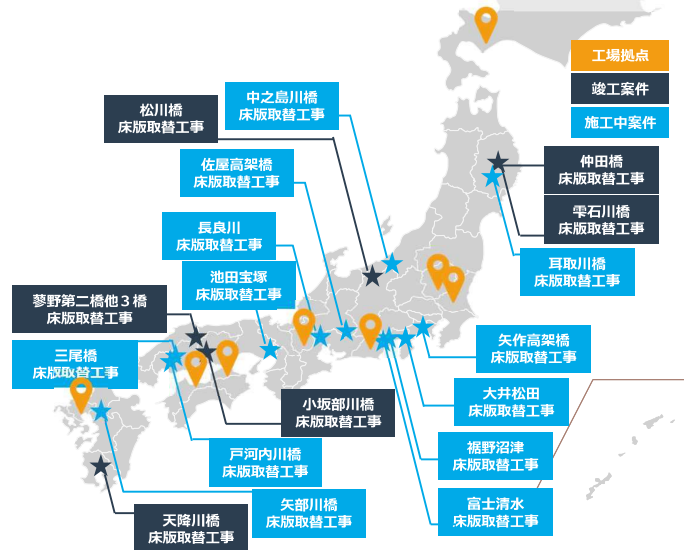 工場拠点
竣工案件
施工中案件
中之島川橋
床版取替工事
松川橋
床版取替工事
佐屋高架橋
床版取替工事
仲田橋
床版取替工事
雫石川橋
床版取替工事
長良川
床版取替工事
耳取川橋
床版取替工事
池田宝塚
床版取替工事
蓼野第二橋他３橋
床版取替工事
矢作高架橋
床版取替工事
三尾橋
床版取替工事
大井松田
床版取替工事
小坂部川橋
床版取替工事
裾野沼津
床版取替工事
戸河内川橋
床版取替工事
富士清水
床版取替工事
矢部川橋
床版取替工事
天降川橋
床版取替工事